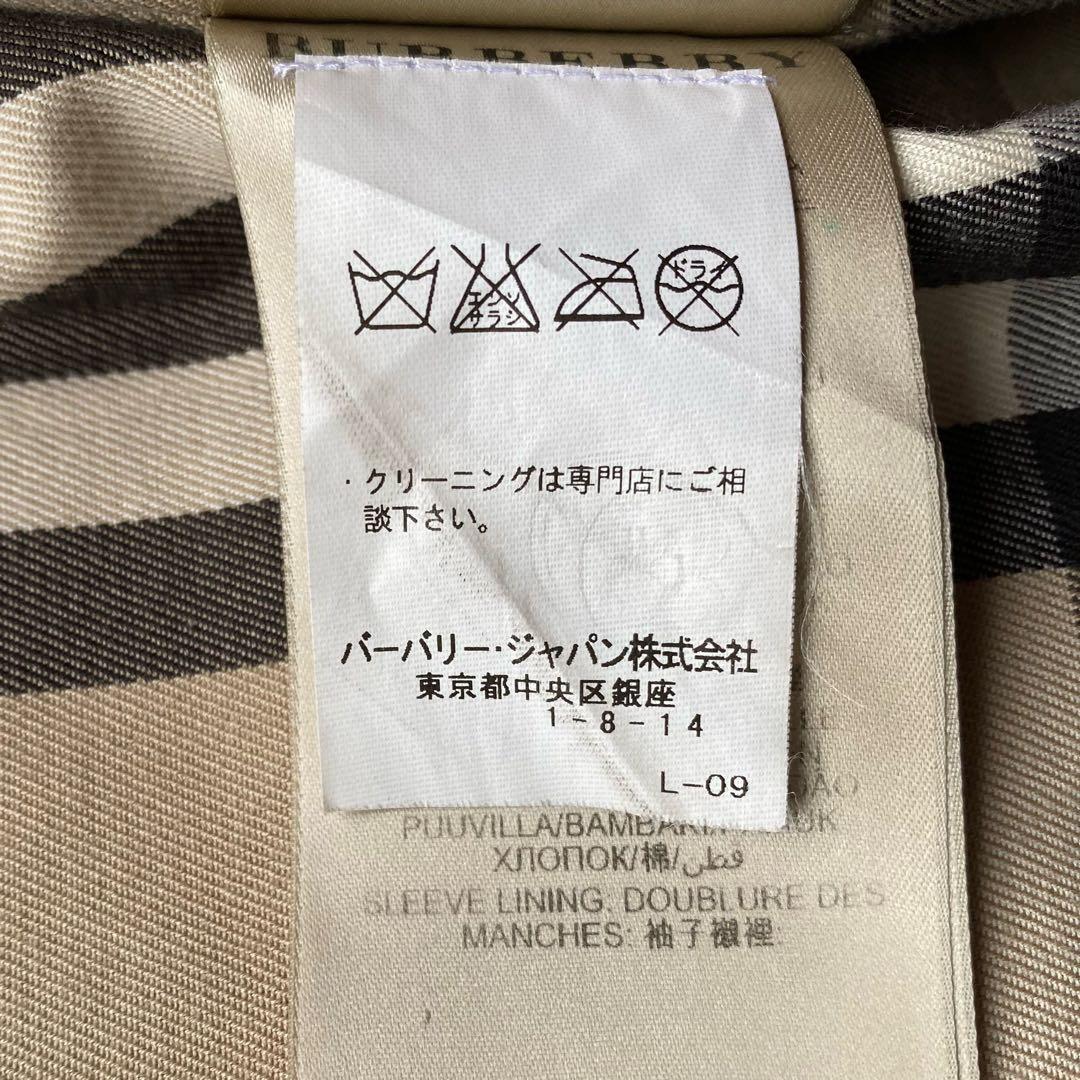 BURBERRY
エンソ
サラシ
ドライ
・クリーニングは専門店にご相
談下さい。
バーバリー・ジャパン株式会社
東京都中央区銀座
1-8-14
L-09
PUUVILLA/BAMBAKI/
ХЛОПОК/棉/قطن
SLEEVE LINING: DOUBLURE DES
MANCHES: 袖子襯裡